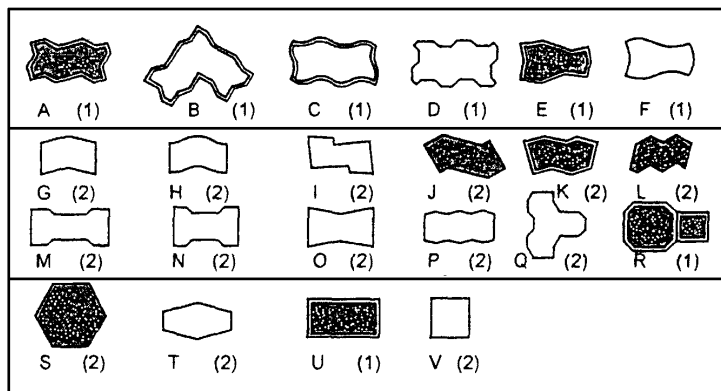 A (1) B (1) C (1) D (1) E (1) F (1)
G (2) H (2) I (2) J (2) K (2) L (2)
M (2) N (2) O (2) P (2) Q (2) R (1)
S (2) T (2) U (1) V (2)